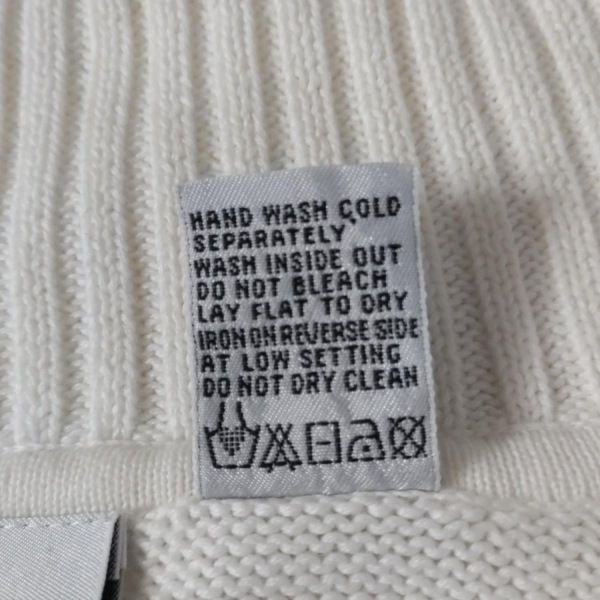 HAND WASH COLD
SEPARATELY
WASH INSIDE OUT
DO NOT BLEACH
LAY FLAT TO DRY
IRON ON REVERSE SIDE
AT LOW SETTING
DO NOT DRY CLEAN